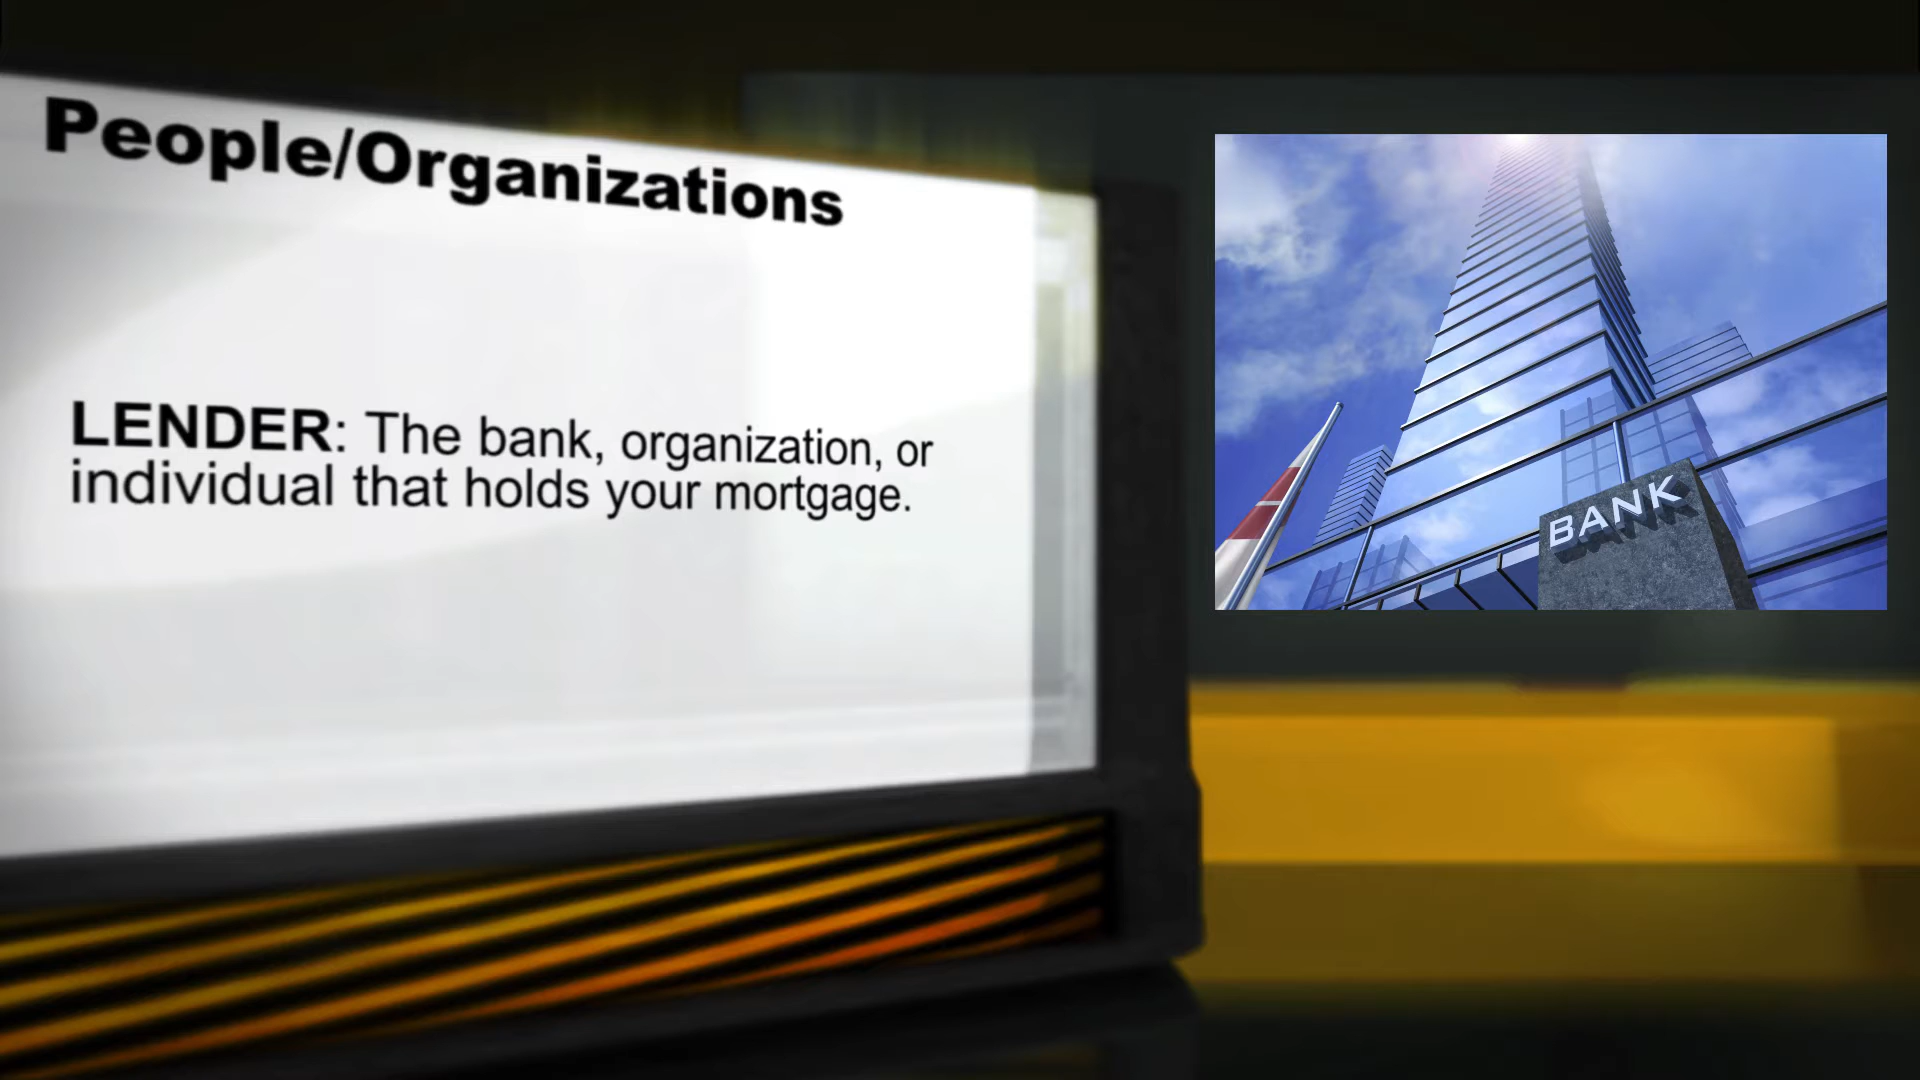 People/Organizations
LENDER: The bank, organization, or
individual that holds your mortgage.
BANK